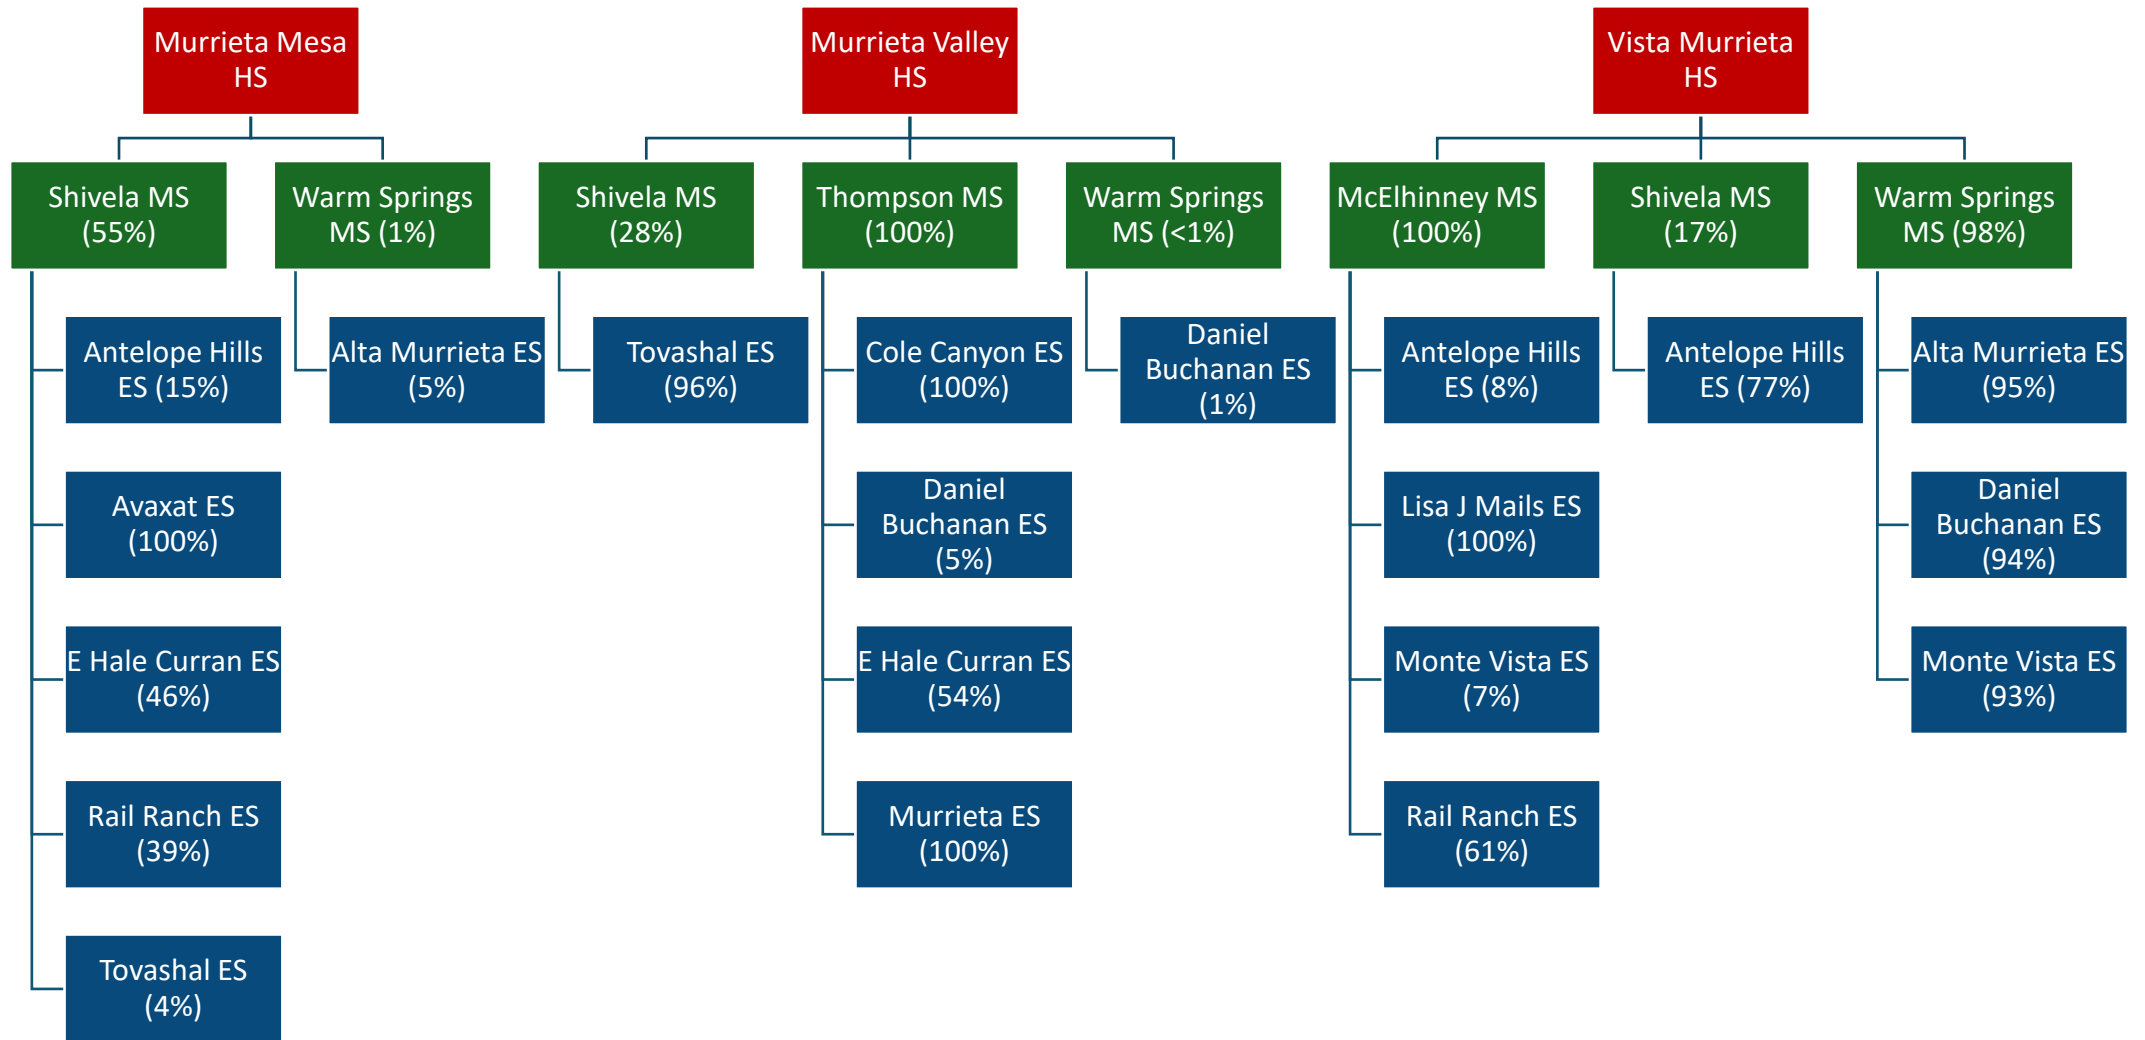 Murrieta Mesa
HS
Murrieta Valley
HS
Vista Murrieta
HS
Shivela MS
(55%)
Warm Springs
MS (1%)
Shivela MS
(28%)
Thompson MS
(100%)
Warm Springs
MS (<1%)
McElhinney MS
(100%)
Shivela MS
(17%)
Warm Springs
MS (98%)
Antelope Hills
ES (15%)
Alta Murrieta ES
(5%)
Tovashal ES
(96%)
Cole Canyon ES
(100%)
Daniel
Buchanan ES
(1%)
Antelope Hills
ES (8%)
Antelope Hills
ES (77%)
Alta Murrieta ES
(95%)
Avaxat ES
(100%)
Daniel
Buchanan ES
(5%)
Lisa J Mails ES
(100%)
Daniel
Buchanan ES
(94%)
E Hale Curran ES
(46%)
E Hale Curran ES
(54%)
Monte Vista ES
(7%)
Monte Vista ES
(93%)
Rail Ranch ES
(39%)
Murrieta ES
(100%)
Rail Ranch ES
(61%)
Tovashal ES
(4%)